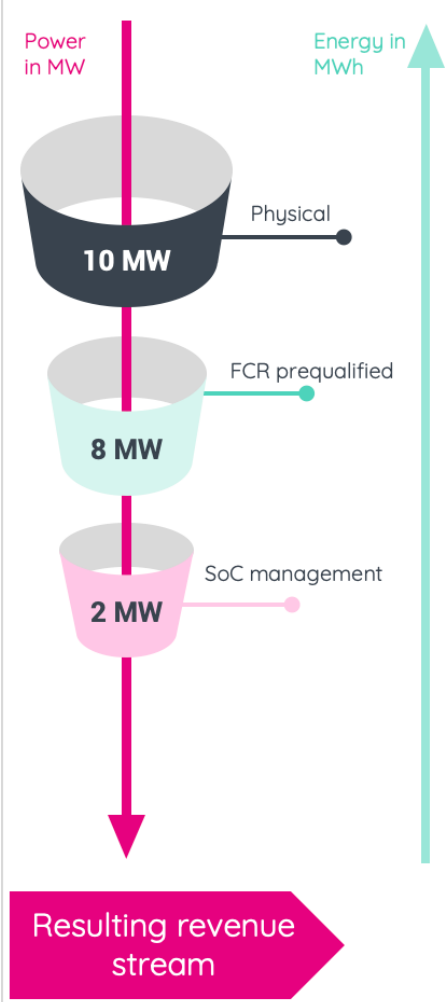 Power
in MW
Energy in
MWh
Physical
10 MW
FCR prequalified
8 MW
SoC management
2 MW
Resulting revenue
stream